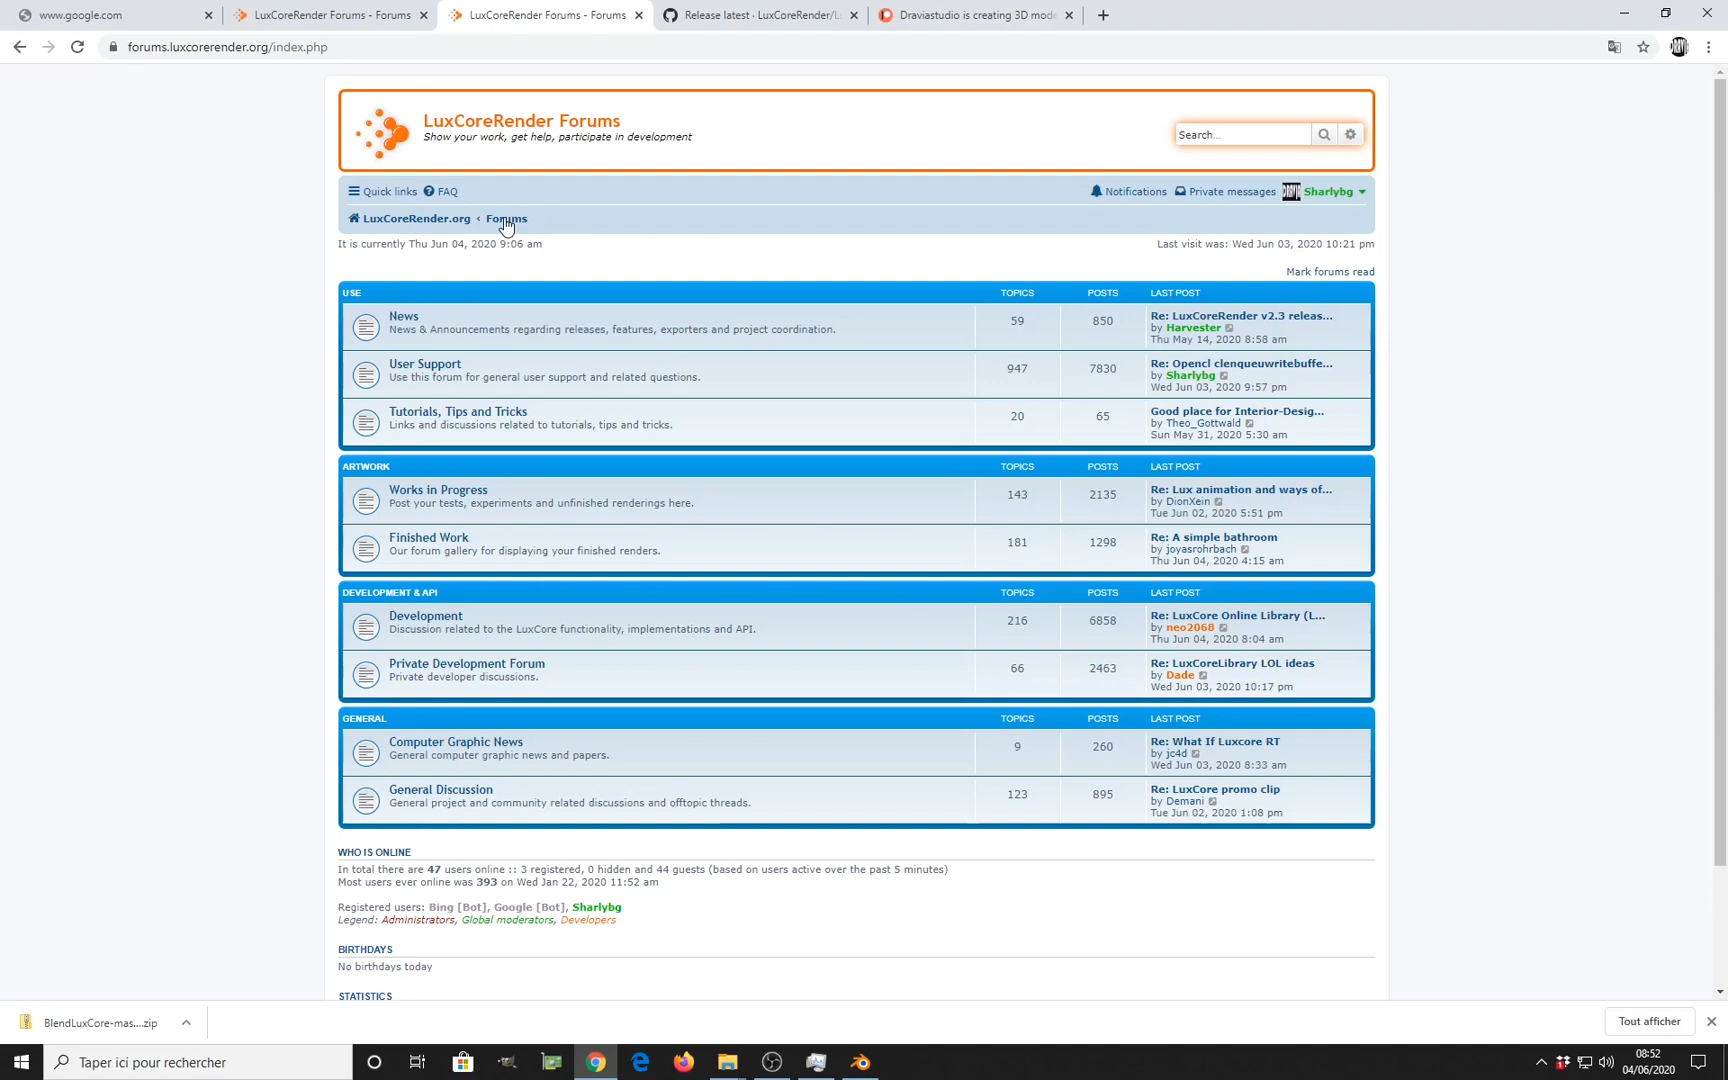 www.google.com
LuxCoreRender Forums - Forums
LuxCoreRender Forums - Forums
Release latest · LuxCoreRender/L
Draviastudio is creating 3D mode
forums.luxcorerender.org/index.php
LuxCoreRender Forums
Show your work, get help, participate in development
Search...
Quick links FAQ
Notifications Private messages Sharlybg
LuxCoreRender.org ‹ Forums
It is currently Thu Jun 04, 2020 9:06 am
Last visit was: Wed Jun 03, 2020 10:21 pm
Mark forums read
USE TOPICS POSTS LAST POST
News
News & Announcements regarding releases, features, exporters and project coordination.
59 850
Re: LuxCoreRender v2.3 releas...
by Harvester
Thu May 14, 2020 8:58 am
User Support
Use this forum for general user support and related questions.
947 7830
Re: Opencl clenqueuwritebuffe...
by Sharlybg
Wed Jun 03, 2020 9:57 pm
Tutorials, Tips and Tricks
Links and discussions related to tutorials, tips and tricks.
20 65
Good place for Interior-Desig...
by Theo_Gottwald
Sun May 31, 2020 5:30 am
ARTWORK TOPICS POSTS LAST POST
Works in Progress
Post your tests, experiments and unfinished renderings here.
143 2135
Re: Lux animation and ways of...
by DionXein
Tue Jun 02, 2020 5:51 pm
Finished Work
Our forum gallery for displaying your finished renders.
181 1298
Re: A simple bathroom
by joyasrohrbach
Thu Jun 04, 2020 4:15 am
DEVELOPMENT & API TOPICS POSTS LAST POST
Development
Discussion related to the LuxCore functionality, implementations and API.
216 6858
Re: LuxCore Online Library (L...
by neo2068
Thu Jun 04, 2020 8:04 am
Private Development Forum
Private developer discussions.
66 2463
Re: LuxCoreLibrary LOL ideas
by Dade
Wed Jun 03, 2020 10:17 pm
GENERAL TOPICS POSTS LAST POST
Computer Graphic News
General computer graphic news and papers.
9 260
Re: What If Luxcore RT
by jc4d
Wed Jun 03, 2020 8:33 am
General Discussion
General project and community related discussions and offtopic threads.
123 895
Re: LuxCore promo clip
by Demani
Tue Jun 02, 2020 1:08 pm
WHO IS ONLINE
In total there are 47 users online :: 3 registered, 0 hidden and 44 guests (based on users active over the past 5 minutes)
Most users ever online was 393 on Wed Jan 22, 2020 11:52 am
Registered users: Bing [Bot], Google [Bot], Sharlybg
Legend: Administrators, Global moderators, Developers
BIRTHDAYS
No birthdays today
STATISTICS
BlendLuxCore-mas....zip
Tout afficher
Taper ici pour rechercher
08:52
04/06/2020